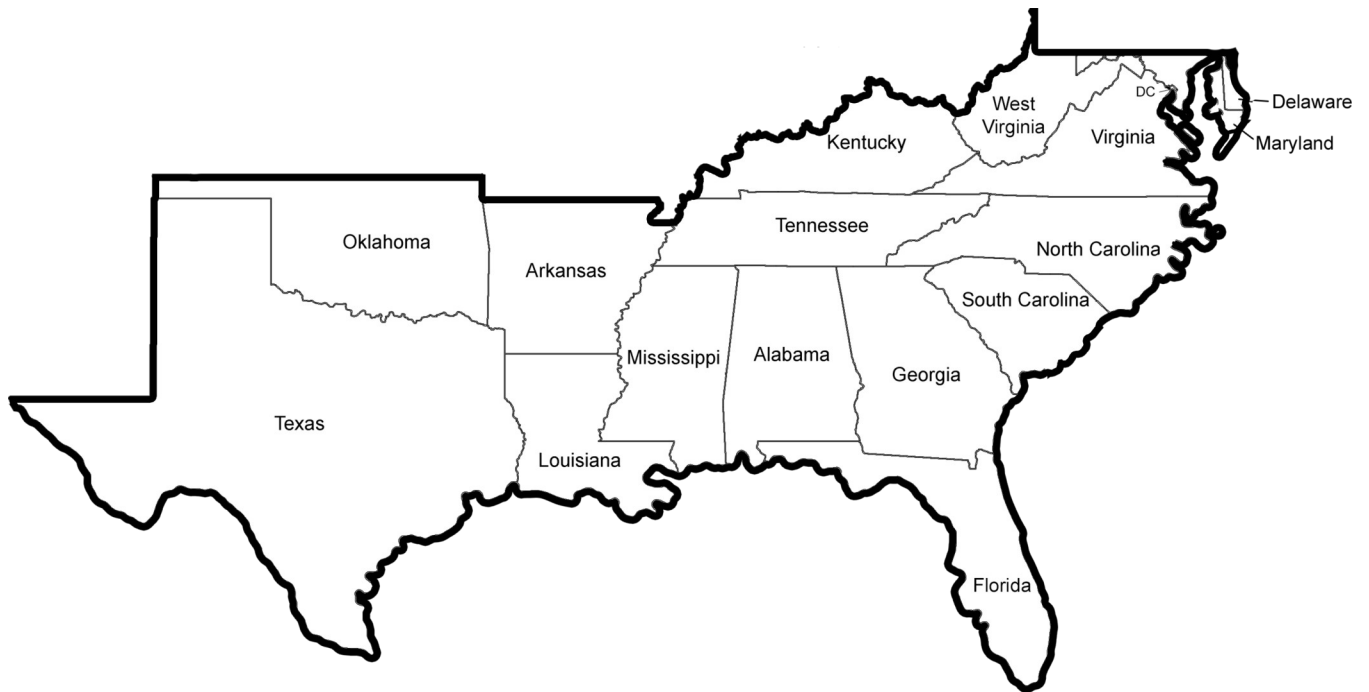 West
Virginia
DC
Delaware
Kentucky
Virginia
Maryland
Tennessee
Oklahoma
North Carolina
Arkansas
South Carolina
Mississippi
Alabama
Georgia
Texas
Louisiana
Florida